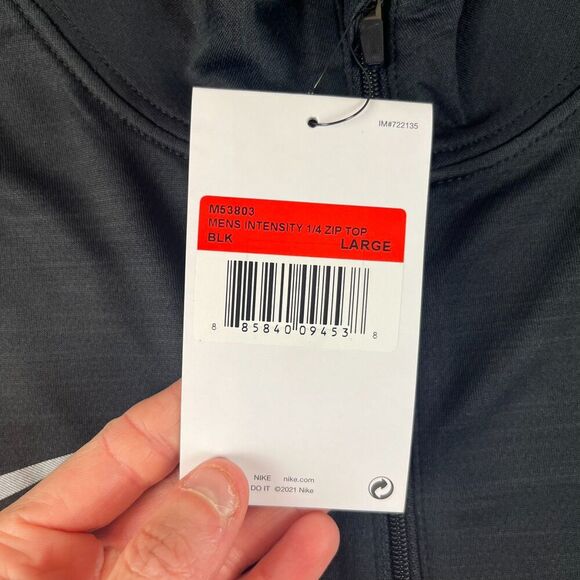 IM#722135
M53803
MENS INTENSITY 1/4 ZIP TOP
BLK LARGE
8 85840 09453 8
NIKE nike.com
DO IT ©2021 Nike